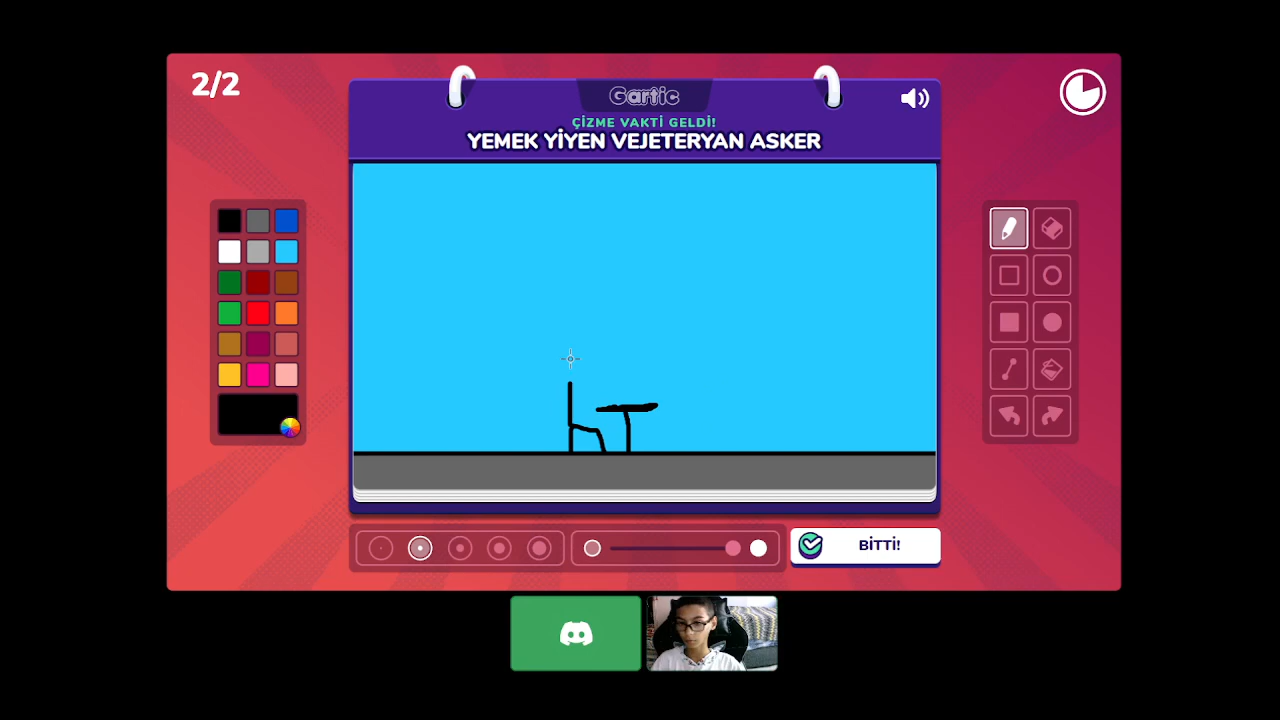 2/2
Gartic
ÇİZME VAKTİ GELDİ!
YEMEK YİYEN VEJETERYAN ASKER
BİTTİ!